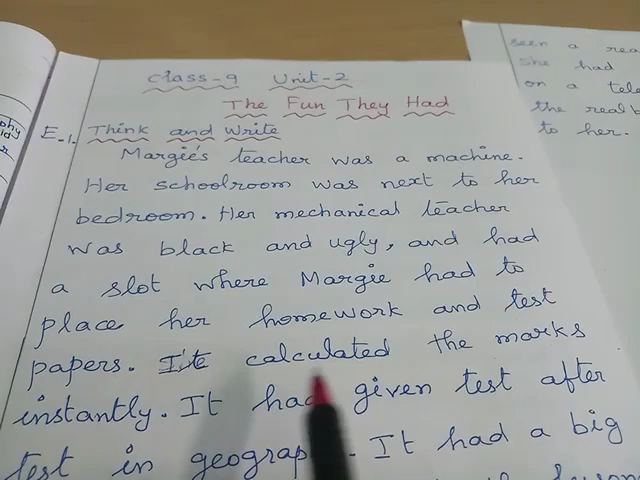 Class-9 Unit-2
The Fun They Had
E-1. Think and Write
Margie's teacher was a machine.
Her schoolroom was next to her
bedroom. Her mechanical teacher
was black and ugly, and had
a slot where Margie had to
place her homework and test
papers. It calculated the marks
instantly. It had given test after
test in . It had a big
seen a
She had
on a
the real
to her.